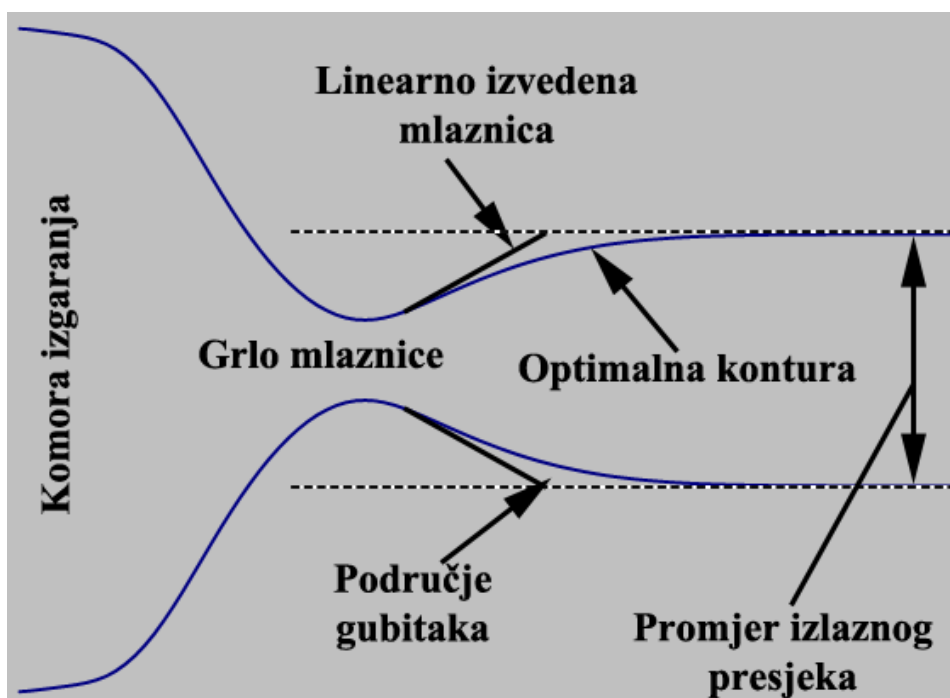 Linearno izvedena
mlaznica
Komora izgaranja
Grlo mlaznice
Optimalna kontura
Područje
gubitaka
Promjer izlaznog
presjeka